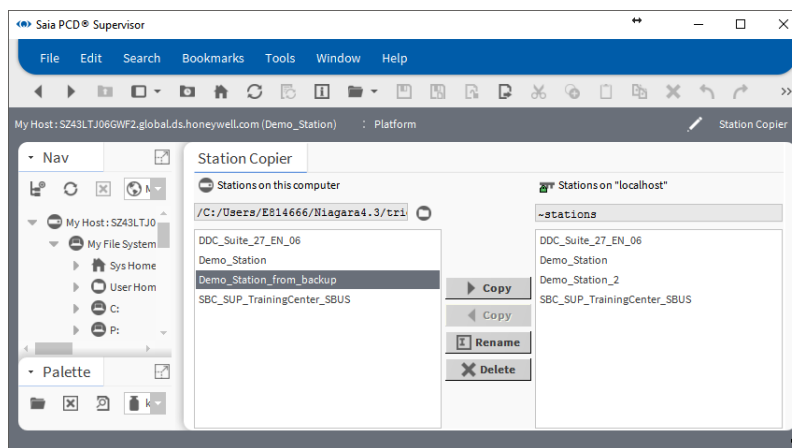 Saia PCD® Supervisor
File Edit Search Bookmarks Tools Window Help
My Host : SZ43LTJ06GWF2.global.ds.honeywell.com (Demo_Station) : Platform Station Copier
Nav
My Host : SZ43LTJ0
My File System
Sys Home
User Hom
C:
P:
Palette
k
Station Copier
Stations on this computer
/C:/Users/E814666/Niagara4.3/tri
DDC_Suite_27_EN_06
Demo_Station
Demo_Station_from_backup
SBC_SUP_TrainingCenter_SBUS
Copy
Copy
Rename
Delete
Stations on "localhost"
~stations
DDC_Suite_27_EN_06
Demo_Station
Demo_Station_2
SBC_SUP_TrainingCenter_SBUS